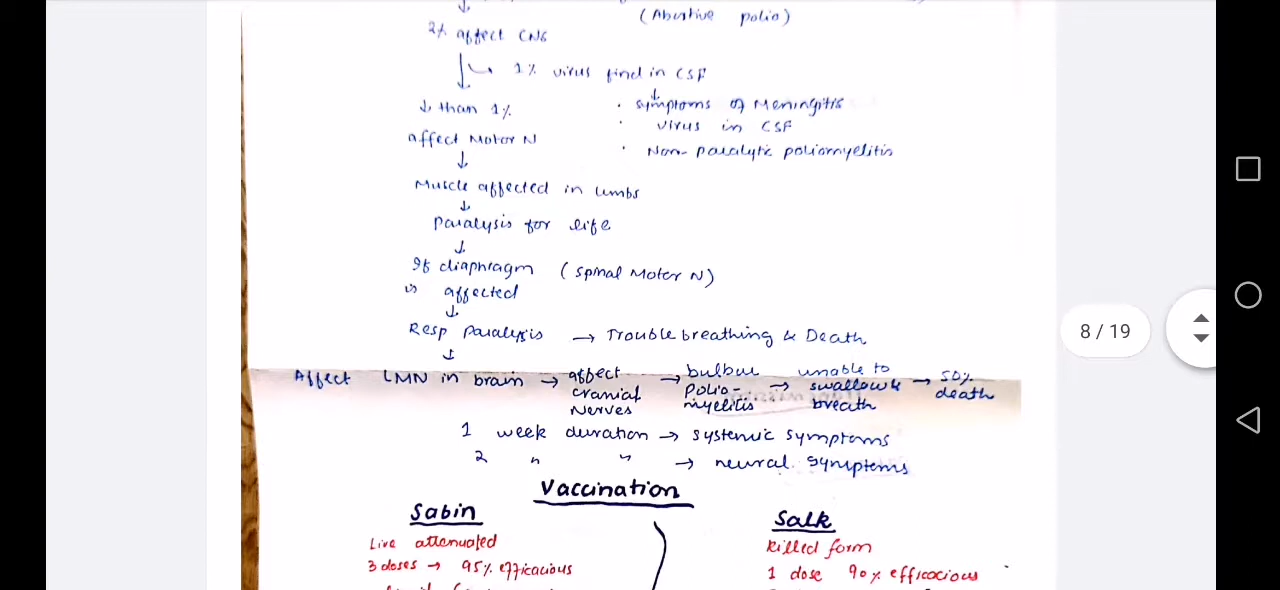 (Abortive polio)
2% affect CNS
↳ 1% virus find in CSF
↓ than 1%
• symptoms of Meningitis
• virus in CSF
affect Motor N
• Non-paralytic poliomyelitis
Muscle affected in limbs
Paralysis for life
If diaphragm (spinal Motor N)
is affected
Resp paralysis → Trouble breathing & Death
Affect LMN in brain → affect cranial Nerves → bulbur polio-myelitis → unable to swallow & breath → 50% death
1 week duration → systemic symptoms
2 " " → neural symptoms
Vaccination
Sabin
Salk
Live attenuated
killed form
3 doses → 95% efficacious
1 dose 90% efficocious
8 / 19